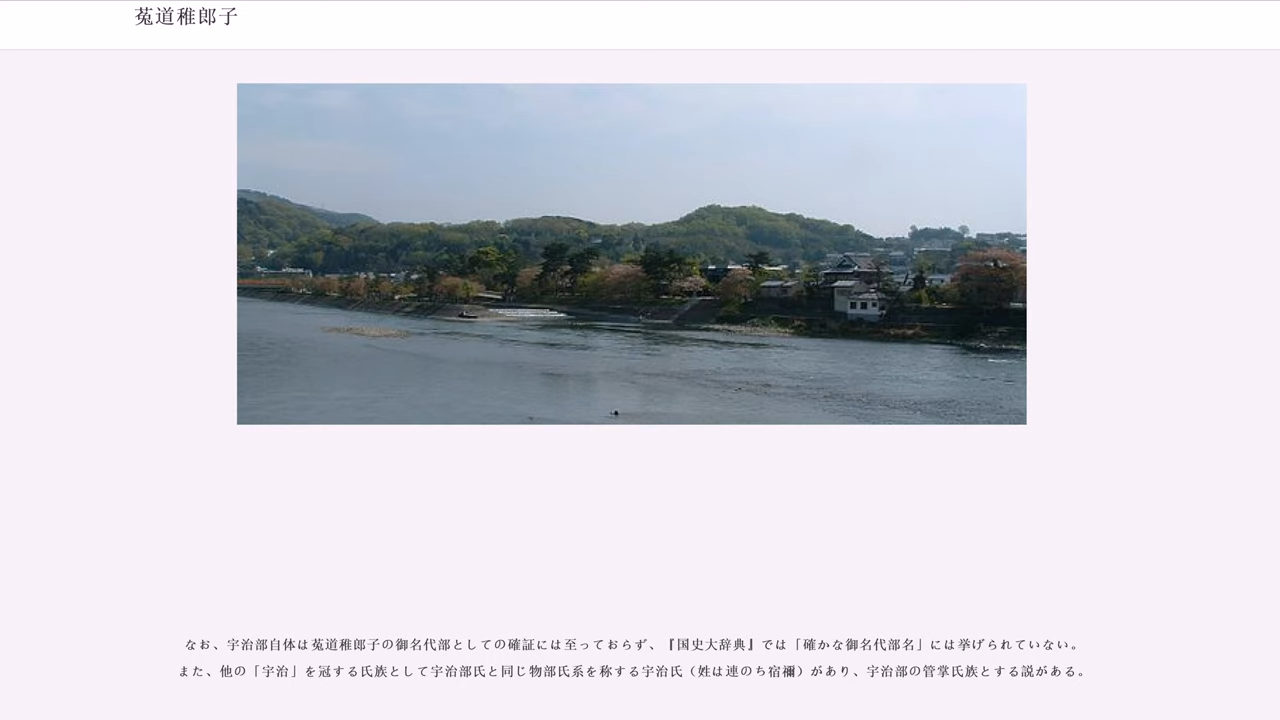 菟道稚郎子
なお、宇治部自体は菟道稚郎子の御名代部としての確証には至っておらず、『国史大辞典』では「確かな御名代部名」には挙げられていない。
また、他の「宇治」を冠する氏族として宇治部氏と同じ物部氏系を称する宇治氏（姓は連のち宿禰）があり、宇治部の管掌氏族とする説がある。